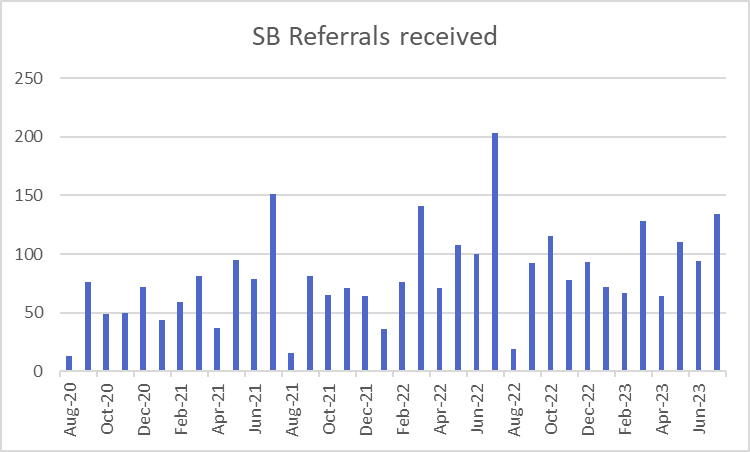 SB Referrals received
250
200
150
100
50
0
Aug-20
Oct-20
Dec-20
Feb-21
Apr-21
Jun-21
Aug-21
Oct-21
Dec-21
Feb-22
Apr-22
Jun-22
Aug-22
Oct-22
Dec-22
Feb-23
Apr-23
Jun-23